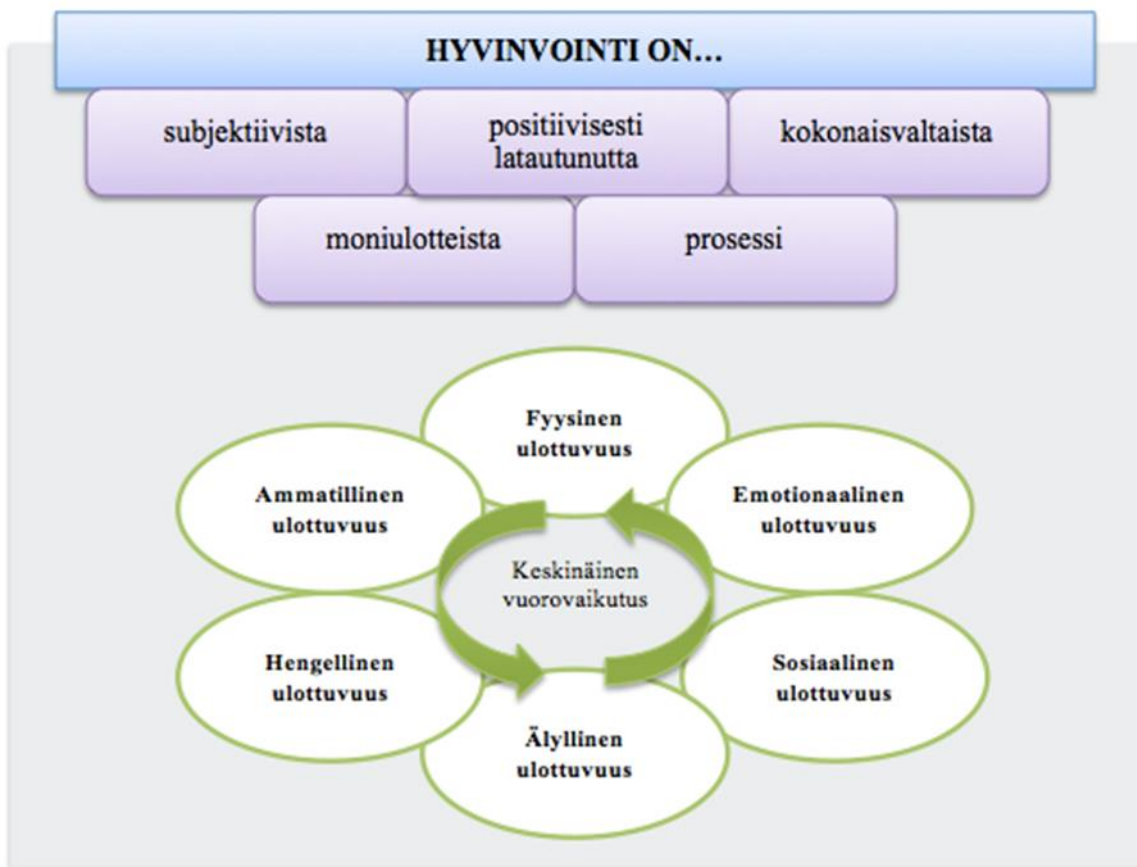 HYVINVOINTI ON...
subjektiivista
positiivisesti
latautunutta
kokonaisvaltaista
moniulotteista
prosessi
Fyysinen
ulottuvuus
Ammatillinen
ulottuvuus
Emotionaalinen
ulottuvuus
Keskinäinen
vuorovaikutus
Hengellinen
ulottuvuus
Sosiaalinen
ulottuvuus
Älyllinen
ulottuvuus